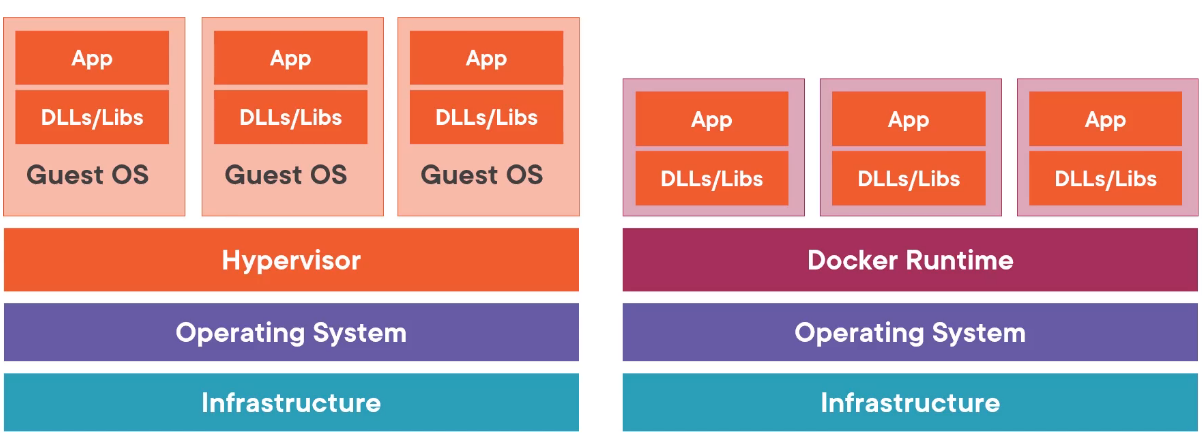 App
DLLs/Libs
Guest OS
App
DLLs/Libs
Guest OS
App
DLLs/Libs
Guest OS
Hypervisor
Operating System
Infrastructure
App
DLLs/Libs
App
DLLs/Libs
App
DLLs/Libs
Docker Runtime
Operating System
Infrastructure